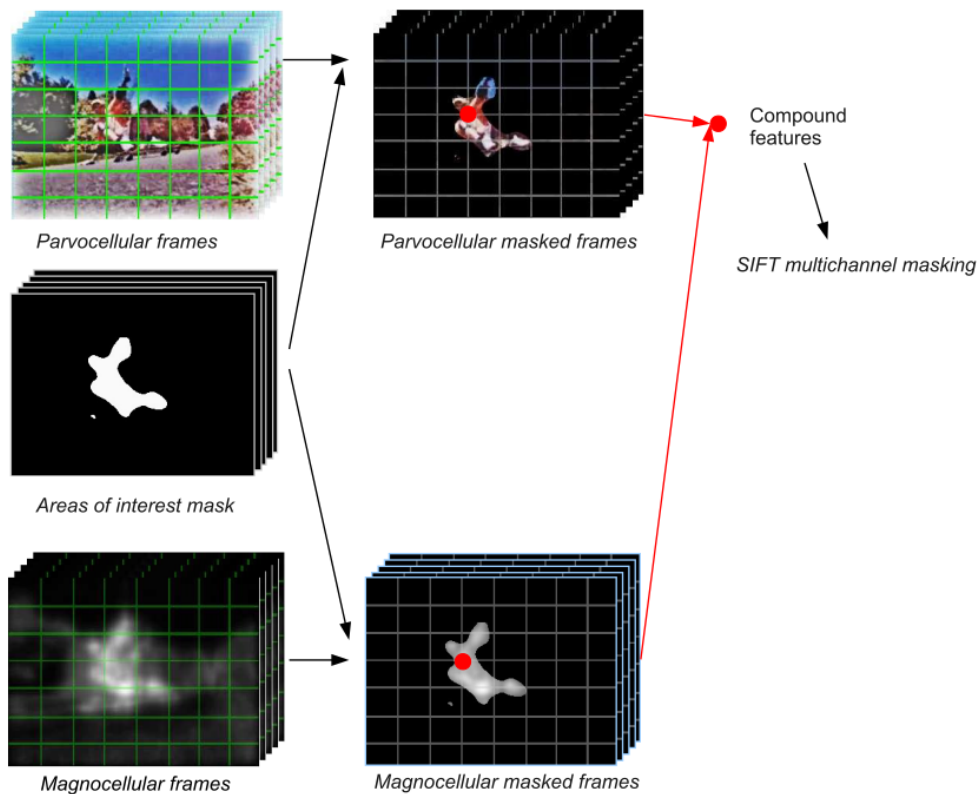 Parvocellular frames
Parvocellular masked frames
Compound
features
SIFT multichannel masking
Areas of interest mask
Magnocellular frames
Magnocellular masked frames